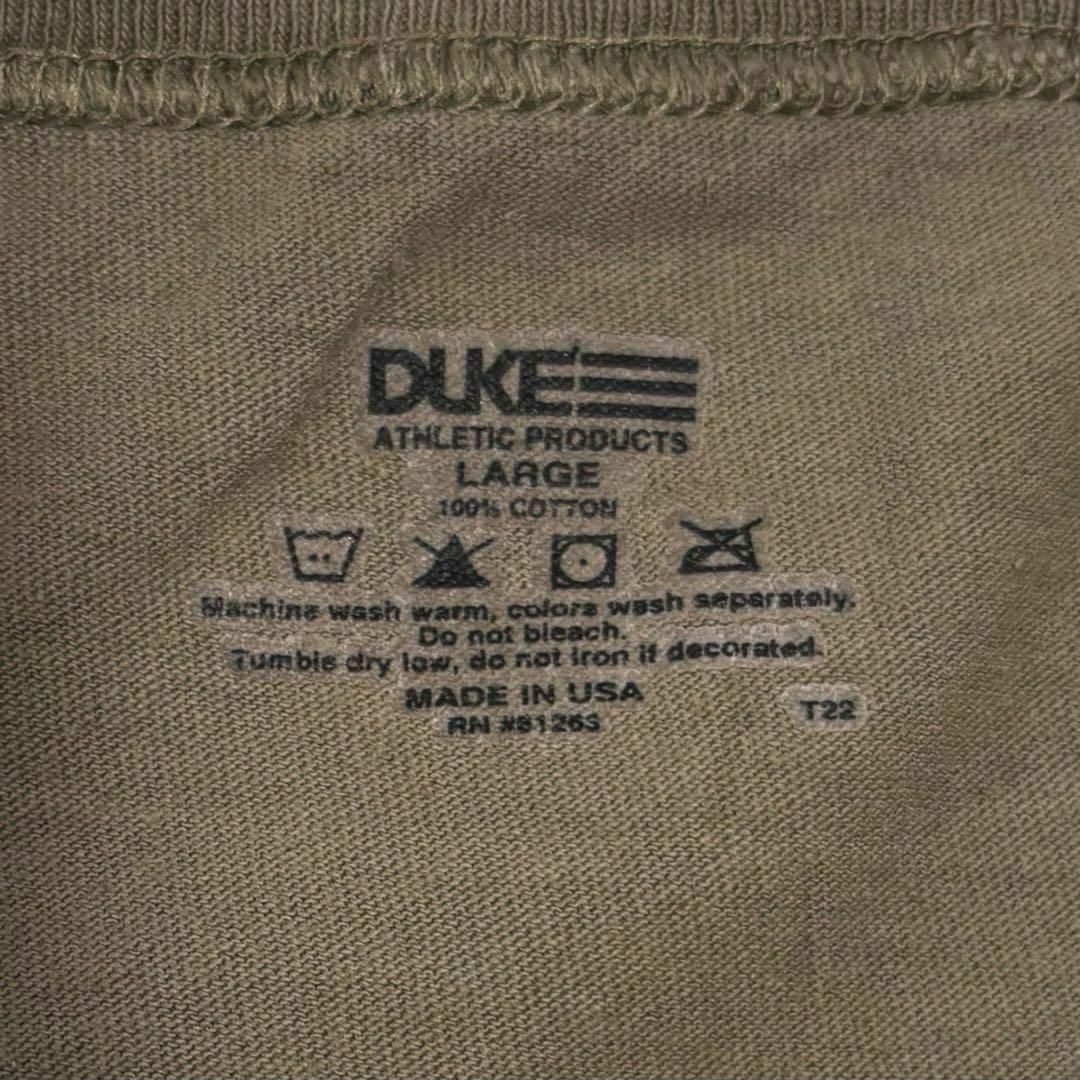 DUKE
ATHLETIC PRODUCTS
LARGE
100% COTTON
Machine wash warm, colors wash separately.
Do not bleach.
Tumble dry low, do not iron if decorated.
MADE IN USA
RN #81263
T22